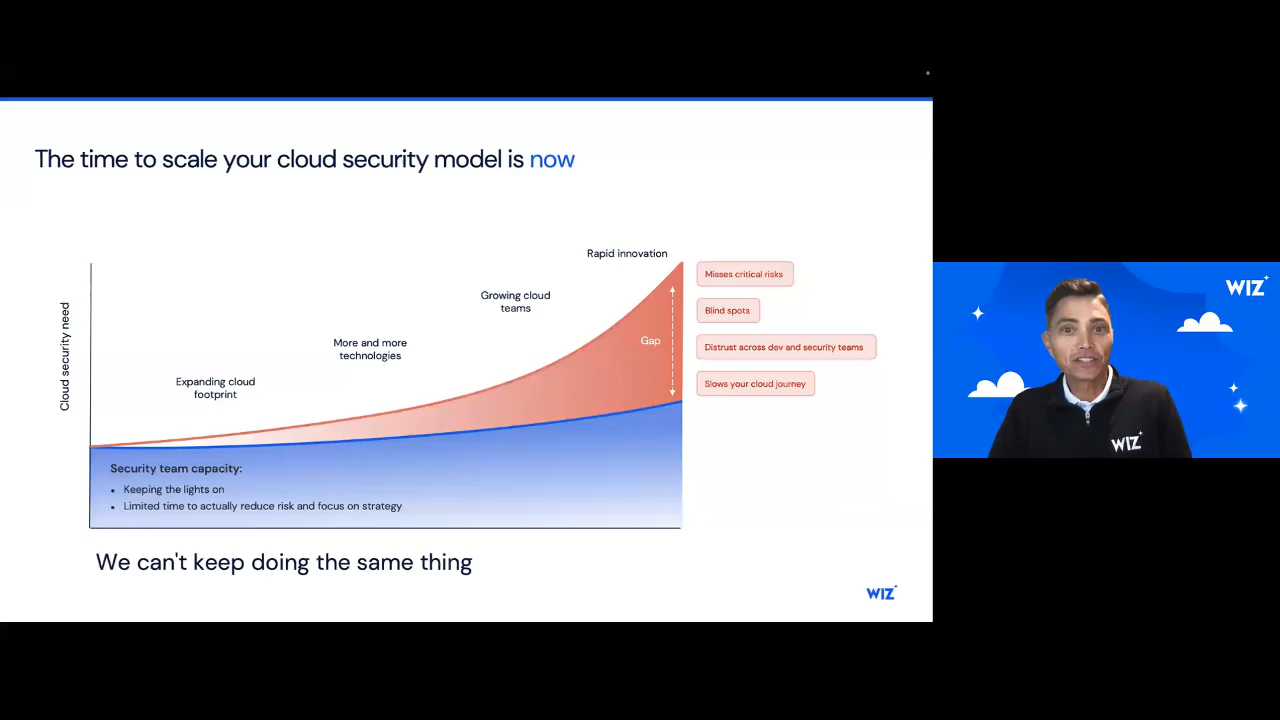 The time to scale your cloud security model is now
Cloud security need
Expanding cloud
footprint
More and more
technologies
Growing cloud
teams
Rapid innovation
Gap
Misses critical risks
Blind spots
Distrust across dev and security teams
Slows your cloud journey
Security team capacity:
• Keeping the lights on
• Limited time to actually reduce risk and focus on strategy
We can't keep doing the same thing
WIZ
WIZ
WIZ